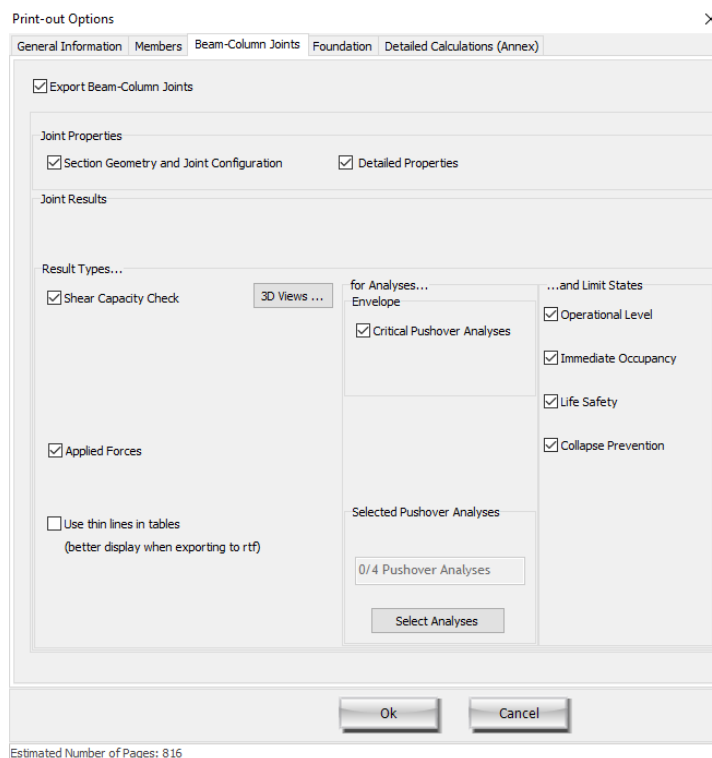 Print-out Options
General Information Members Beam-Column Joints Foundation Detailed Calculations (Annex)
Export Beam-Column Joints
Joint Properties
Section Geometry and Joint Configuration Detailed Properties
Joint Results
Result Types...
Shear Capacity Check
3D Views ...
for Analyses...
Envelope
Critical Pushover Analyses
...and Limit States
Operational Level
Immediate Occupancy
Life Safety
Collapse Prevention
Applied Forces
Use thin lines in tables
(better display when exporting to rtf)
Selected Pushover Analyses
0/4 Pushover Analyses
Select Analyses
Ok Cancel
Estimated Number of Pages: 816